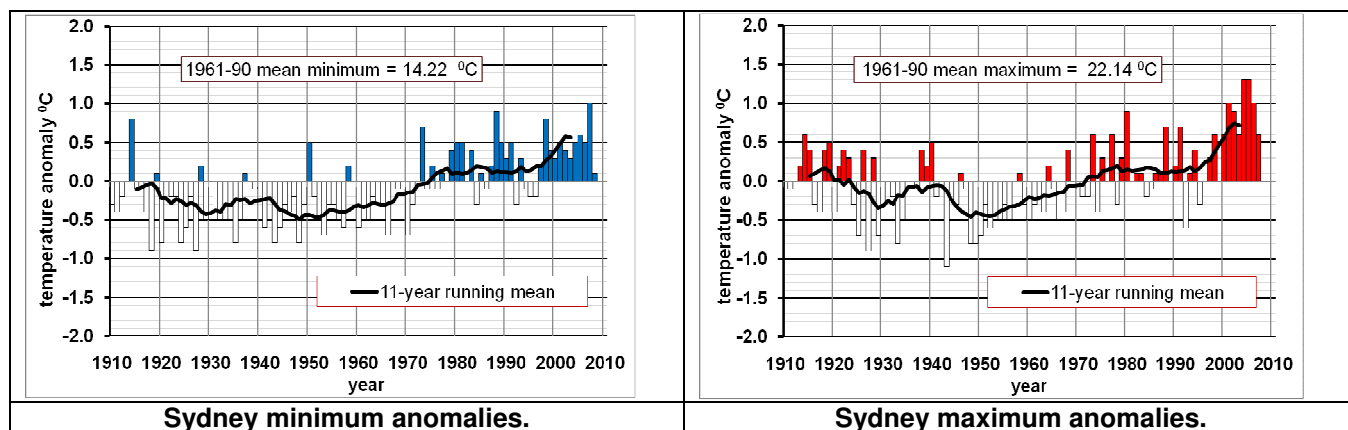 2.0
1.5
1.0
0.5
0.0
-0.5
-1.0
-1.5
-2.0
temperature anomaly ⁰C
1961-90 mean minimum = 14.22 ⁰C
11-year running mean
1910 1920 1930 1940 1950 1960 1970 1980 1990 2000 2010
year
Sydney minimum anomalies.
2.0
1.5
1.0
0.5
0.0
-0.5
-1.0
-1.5
-2.0
temperature anomaly ⁰C
1961-90 mean maximum = 22.14 ⁰C
11-year running mean
1910 1920 1930 1940 1950 1960 1970 1980 1990 2000 2010
year
Sydney maximum anomalies.